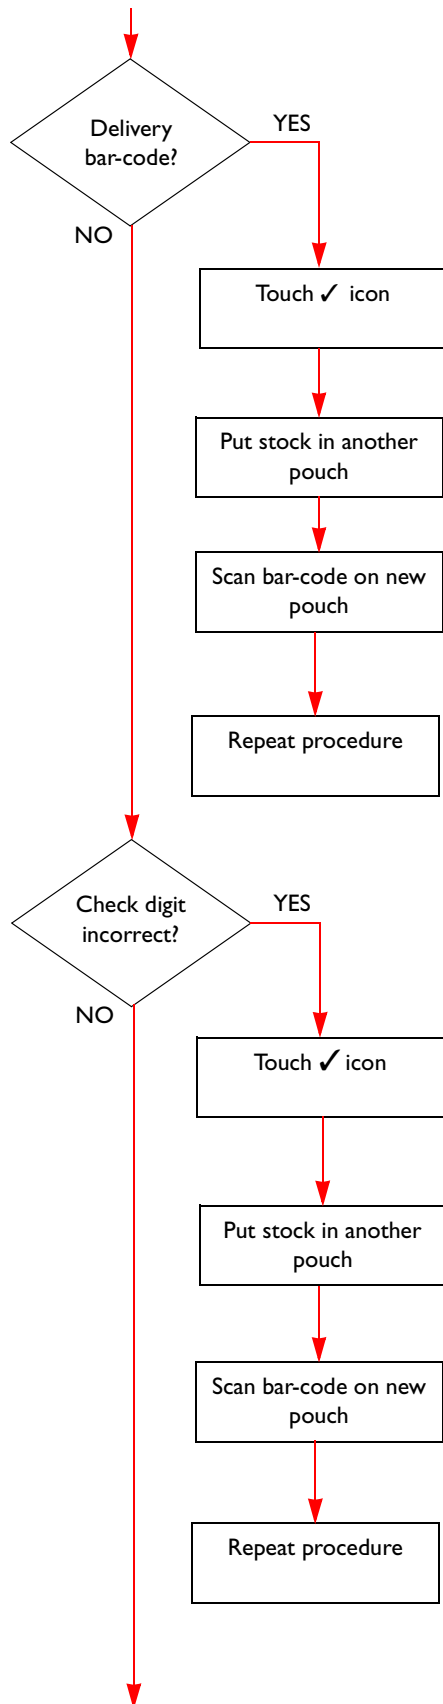 Delivery
bar-code?
YES
NO
Touch ✓ icon
Put stock in another
pouch
Scan bar-code on new
pouch
Repeat procedure
Check digit
incorrect?
YES
NO
Touch ✓ icon
Put stock in another
pouch
Scan bar-code on new
pouch
Repeat procedure